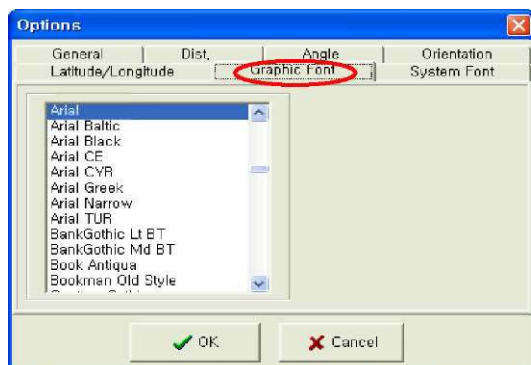 Options
General Dist. Angle Orientation
Latitude/Longitude Graphic Font System Font
Arial
Arial Baltic
Arial Black
Arial CE
Arial CYR
Arial Greek
Arial Narrow
Arial TUR
BankGothic Lt BT
BankGothic Md BT
Book Antiqua
Bookman Old Style
OK Cancel